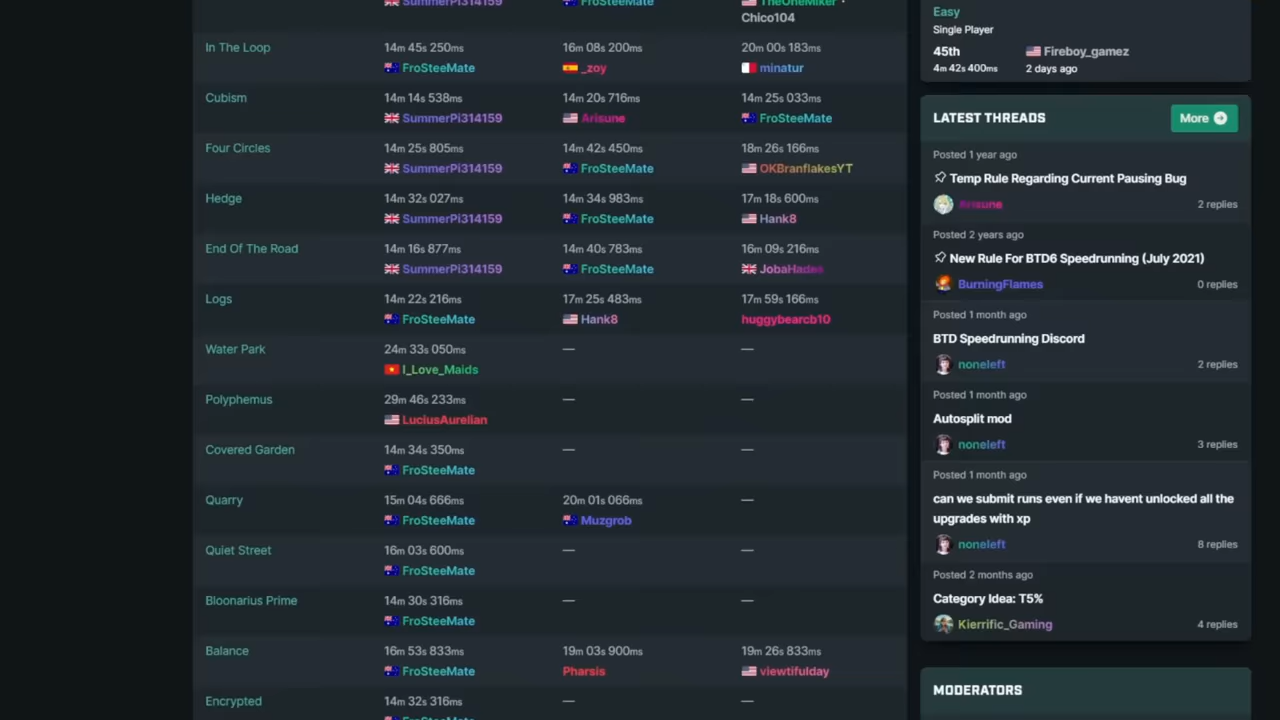 SummerPi314159 FroSteeMate TheOneMiker •
Chico104
In The Loop 14m 45s 250ms 16m 08s 200ms 20m 00s 183ms
FroSteeMate _zoy minatur
Cubism 14m 14s 538ms 14m 20s 716ms 14m 25s 033ms
SummerPi314159 Arisune FroSteeMate
Four Circles 14m 25s 805ms 14m 42s 450ms 18m 26s 166ms
SummerPi314159 FroSteeMate OKBranflakesYT
Hedge 14m 32s 027ms 14m 34s 983ms 17m 18s 600ms
SummerPi314159 FroSteeMate Hank8
End Of The Road 14m 16s 877ms 14m 40s 783ms 16m 09s 216ms
SummerPi314159 FroSteeMate JobaHades
Logs 14m 22s 216ms 17m 25s 483ms 17m 59s 166ms
FroSteeMate Hank8 huggybearcb10
Water Park 24m 33s 050ms — —
I_Love_Maids
Polyphemus 29m 46s 233ms — —
LuciusAurelian
Covered Garden 14m 34s 350ms — —
FroSteeMate
Quarry 15m 04s 666ms 20m 01s 066ms —
FroSteeMate Muzgrob
Quiet Street 16m 03s 600ms — —
FroSteeMate
Bloonarius Prime 14m 30s 316ms — —
FroSteeMate
Balance 16m 53s 833ms 19m 03s 900ms 19m 26s 833ms
FroSteeMate Pharsis viewtifulday
Encrypted 14m 32s 316ms — —
FroSteeMate
Easy
Single Player
45th Fireboy_gamez
4m 42s 400ms 2 days ago
LATEST THREADS More
Posted 1 year ago
Temp Rule Regarding Current Pausing Bug
Arisune 2 replies
Posted 2 years ago
New Rule For BTD6 Speedrunning (July 2021)
BurningFlames 0 replies
Posted 1 month ago
BTD Speedrunning Discord
noneleft 2 replies
Posted 1 month ago
Autosplit mod
noneleft 3 replies
Posted 1 month ago
can we submit runs even if we havent unlocked all the
upgrades with xp
noneleft 8 replies
Posted 2 months ago
Category Idea: T5%
Kierrific_Gaming 4 replies
MODERATORS